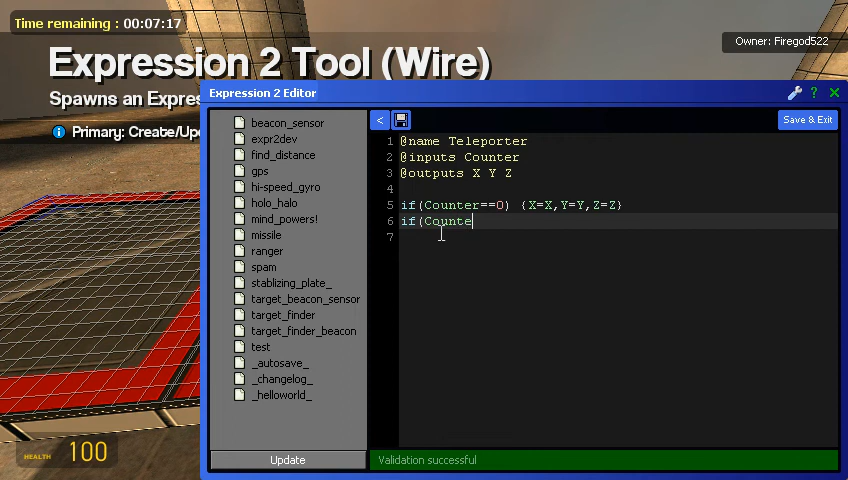 Time remaining : 00:07:17
Owner: Firegod522
Expression 2 Tool (Wire)
Spawns an Expres
Primary: Create/Upd
Expression 2 Editor
Save & Exit
beacon_sensor
expr2dev
find_distance
gps
hi-speed_gyro
holo_halo
mind_powers!
missile
ranger
spam
stablizing_plate_
target_beacon_sensor
target_finder
target_finder_beacon
test
_autosave_
_changelog_
_helloworld_
Update
1 @name Teleporter
2 @inputs Counter
3 @outputs X Y Z
4
5 if(Counter==0) {X=X,Y=Y,Z=Z}
6 if(Counte
7
Validation successful
HEALTH 100